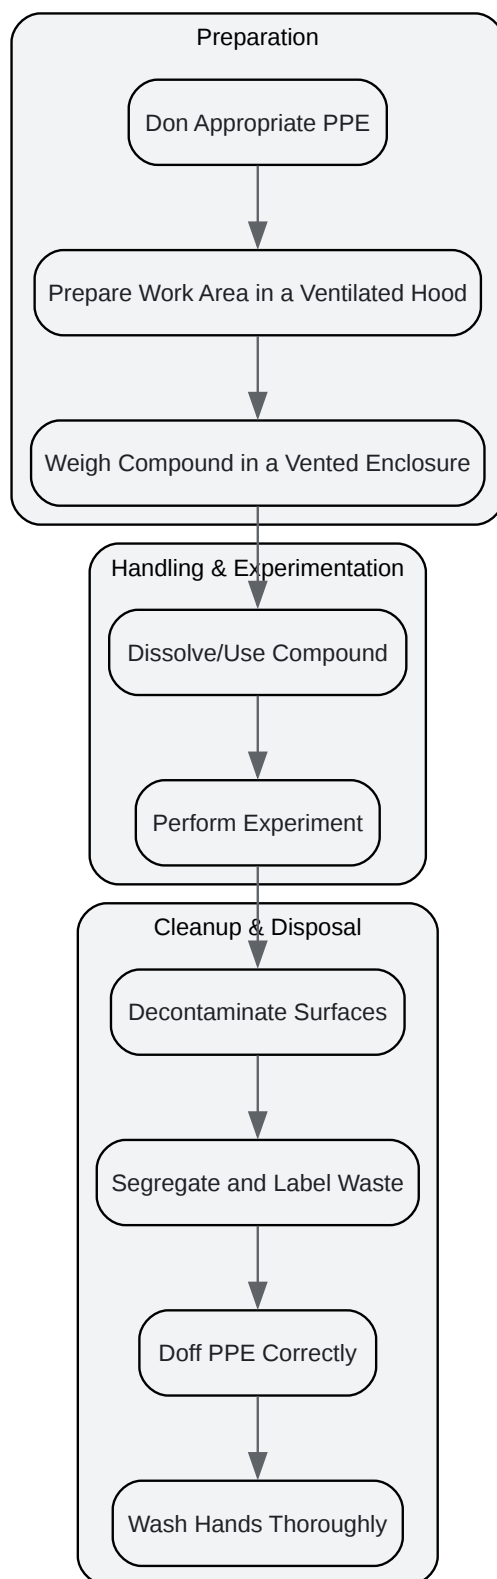 Preparation
Don Appropriate PPE
Prepare Work Area in a Ventilated Hood
Weigh Compound in a Vented Enclosure
Handling & Experimentation
Dissolve/Use Compound
Perform Experiment
Cleanup & Disposal
Decontaminate Surfaces
Segregate and Label Waste
Doff PPE Correctly
Wash Hands Thoroughly